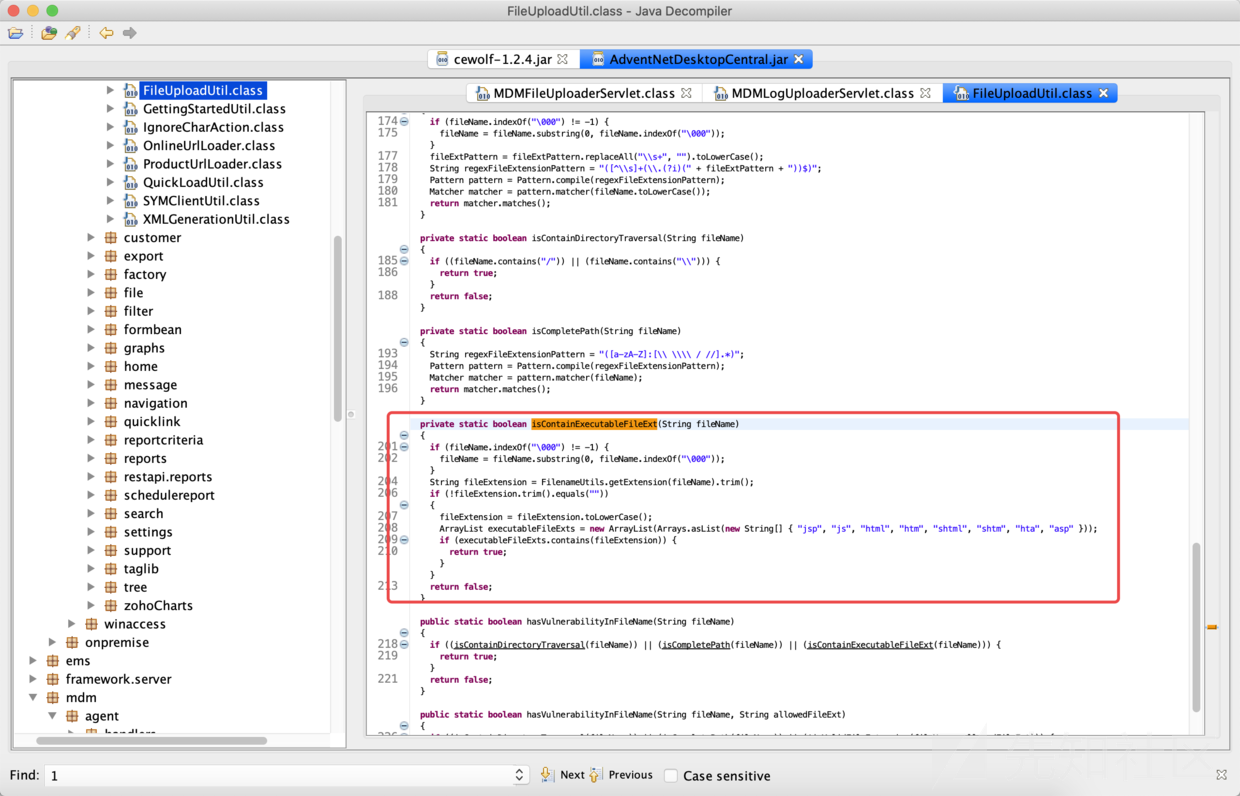 FileUploadUtil.class - Java Decompiler
cewolf-1.2.4.jar
AdventNetDesktopCentral.jar
FileUploadUtil.class
GettingStartedUtil.class
IgnoreCharAction.class
OnlineUrlLoader.class
ProductUrlLoader.class
QuickLoadUtil.class
SYMClientUtil.class
XMLGenerationUtil.class
customer
export
factory
file
filter
formbean
graphs
home
message
navigation
quicklink
reportcriteria
reports
restapi.reports
schedulereport
search
settings
support
taglib
tree
zohoCharts
winaccess
onpremise
ems
framework.server
mdm
agent
handlers
MDMFileUploaderServlet.class
MDMLogUploaderServlet.class
FileUploadUtil.class
174 if (fileName.indexOf("\000") != -1) {
175 fileName = fileName.substring(0, fileName.indexOf("\000"));
}
177 fileExtPattern = fileExtPattern.replaceAll("\\s+", "").toLowerCase();
178 String regexFileExtensionPattern = "([^\\s]+(\\.(?i)(" + fileExtPattern + "))$)";
179 Pattern pattern = Pattern.compile(regexFileExtensionPattern);
180 Matcher matcher = pattern.matcher(fileName.toLowerCase());
181 return matcher.matches();
}
private static boolean isContainDirectoryTraversal(String fileName)
{
185 if ((fileName.contains("/")) || (fileName.contains("\\"))) {
186 return true;
}
188 return false;
}
private static boolean isCompletePath(String fileName)
{
193 String regexFileExtensionPattern = "([a-zA-Z]:[\\ \\\\ / //].*)";
194 Pattern pattern = Pattern.compile(regexFileExtensionPattern);
195 Matcher matcher = pattern.matcher(fileName);
196 return matcher.matches();
}
private static boolean isContainExecutableFileExt(String fileName)
{
201 if (fileName.indexOf("\000") != -1) {
202 fileName = fileName.substring(0, fileName.indexOf("\000"));
}
204 String fileExtension = FilenameUtils.getExtension(fileName).trim();
206 if (!fileExtension.trim().equals(""))
{
207 fileExtension = fileExtension.toLowerCase();
208 ArrayList executableFileExts = new ArrayList(Arrays.asList(new String[] { "jsp", "js", "html", "htm", "shtml", "shtm", "hta", "asp" }));
209 if (executableFileExts.contains(fileExtension)) {
210 return true;
}
}
213 return false;
}
public static boolean hasVulnerabilityInFileName(String fileName)
{
218 if ((isContainDirectoryTraversal(fileName)) || (isCompletePath(fileName)) || (isContainExecutableFileExt(fileName))) {
219 return true;
}
221 return false;
}
public static boolean hasVulnerabilityInFileName(String fileName, String allowedFileExt)
{
Find: 1
Next
Previous
Case sensitive